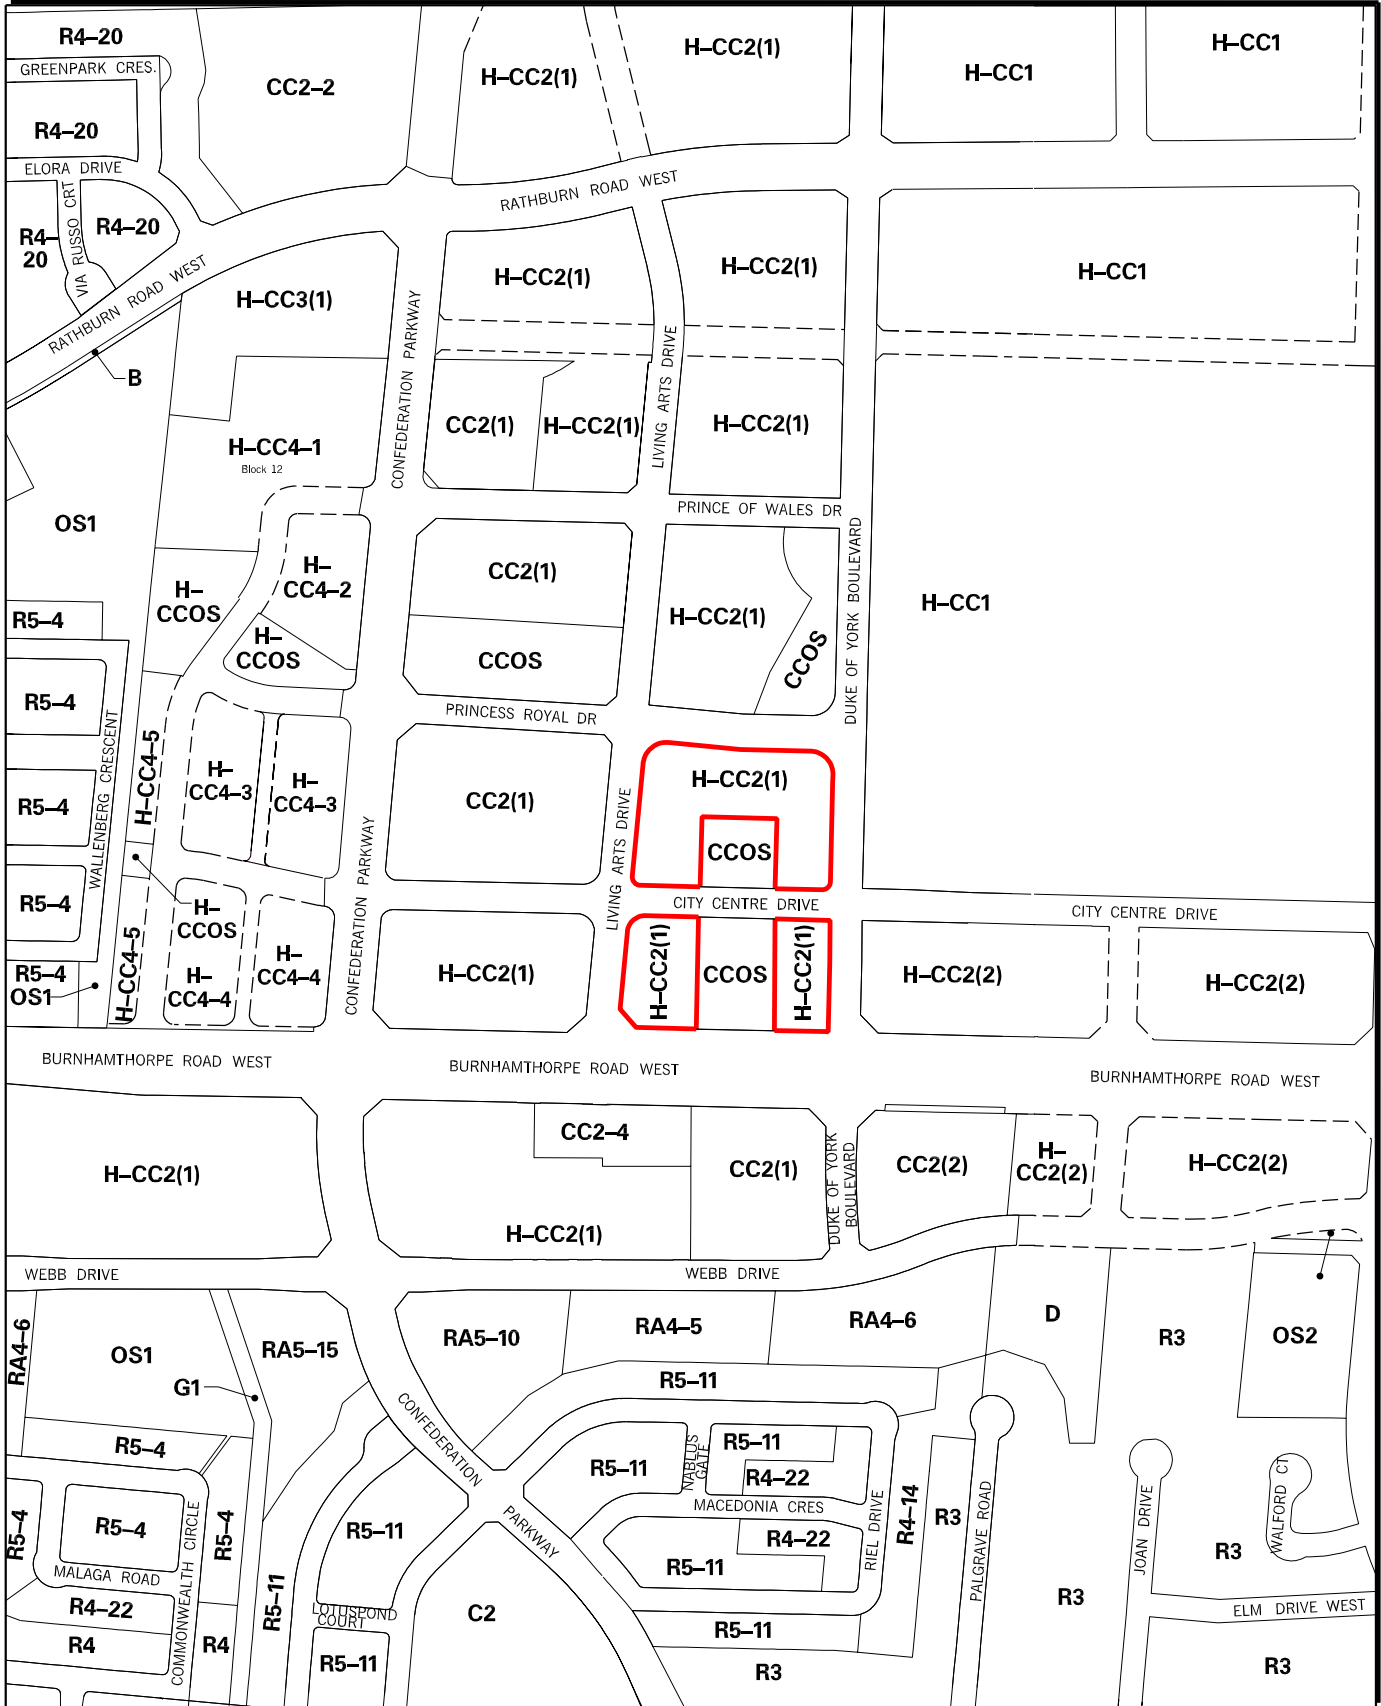 R4–20
GREENPARK CRES.
CC2–2
H–CC2(1)
H–CC2(1)
H–CC1
H–CC1
R4–20
ELORA DRIVE
RATHBURN ROAD WEST
R4–
20
VIA RUSSO CRT
R4–20
RATHBURN ROAD WEST
H–CC3(1)
CONFEDERATION PARKWAY
H–CC2(1)
H–CC2(1)
H–CC1
B
LIVING ARTS DRIVE
CC2(1)
H–CC2(1)
H–CC2(1)
H–CC4–1
Block 12
PRINCE OF WALES DR
OS1
DUKE OF YORK BOULEVARD
H–
CC4–2
CC2(1)
H–
CCOS
H–CC2(1)
H–CC1
R5–4
H–
CCOS
CCOS
CCOS
R5–4
WALLENBERG CRESCENT
PRINCESS ROYAL DR
H–CC4–5
H–
CC4–3
H–
CC4–3
CC2(1)
H–CC2(1)
R5–4
LIVING ARTS DRIVE
CONFEDERATION PARKWAY
CCOS
R5–4
CITY CENTRE DRIVE
CITY CENTRE DRIVE
H–
CCOS
H–CC4–5
H–
CC4–4
H–
CC4–4
H–CC2(1)
H–CC2(1)
CCOS
H–CC2(1)
H–CC2(2)
H–CC2(2)
R5–4
OS1
BURNHAMTHORPE ROAD WEST
BURNHAMTHORPE ROAD WEST
BURNHAMTHORPE ROAD WEST
CC2–4
H–CC2(1)
CC2(1)
DUKE OF YORK
BOULEVARD
CC2(2)
H–
CC2(2)
H–CC2(2)
H–CC2(1)
WEBB DRIVE
WEBB DRIVE
RA4–6
OS1
RA5–15
RA5–10
RA4–5
RA4–6
D
R3
OS2
G1
R5–11
CONFEDERATION
PARKWAY
R5–4
R5–11
NABLUS
GATE
R5–11
R4–22
MACEDONIA CRES
R5–4
R5–4
COMMONWEALTH CIRCLE
R5–4
R5–11
R4–22
R5–11
RIEL DRIVE
R4–14
R3
PALGRAVE ROAD
JOAN DRIVE
WALFORD CT
R3
MALAGA ROAD
R5–11
R4–22
LOTUSPOND
COURT
C2
R3
ELM DRIVE WEST
R4
R4
R5–11
R5–11
R3
R3